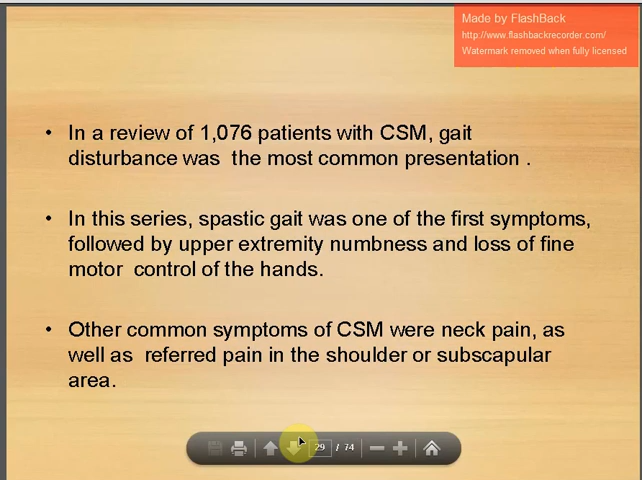 Made by FlashBack
http://www.flashbackrecorder.com/
Watermark removed when fully licensed
• In a review of 1,076 patients with CSM, gait
disturbance was the most common presentation .
• In this series, spastic gait was one of the first symptoms,
followed by upper extremity numbness and loss of fine
motor control of the hands.
• Other common symptoms of CSM were neck pain, as
well as referred pain in the shoulder or subscapular
area.
29 / 74